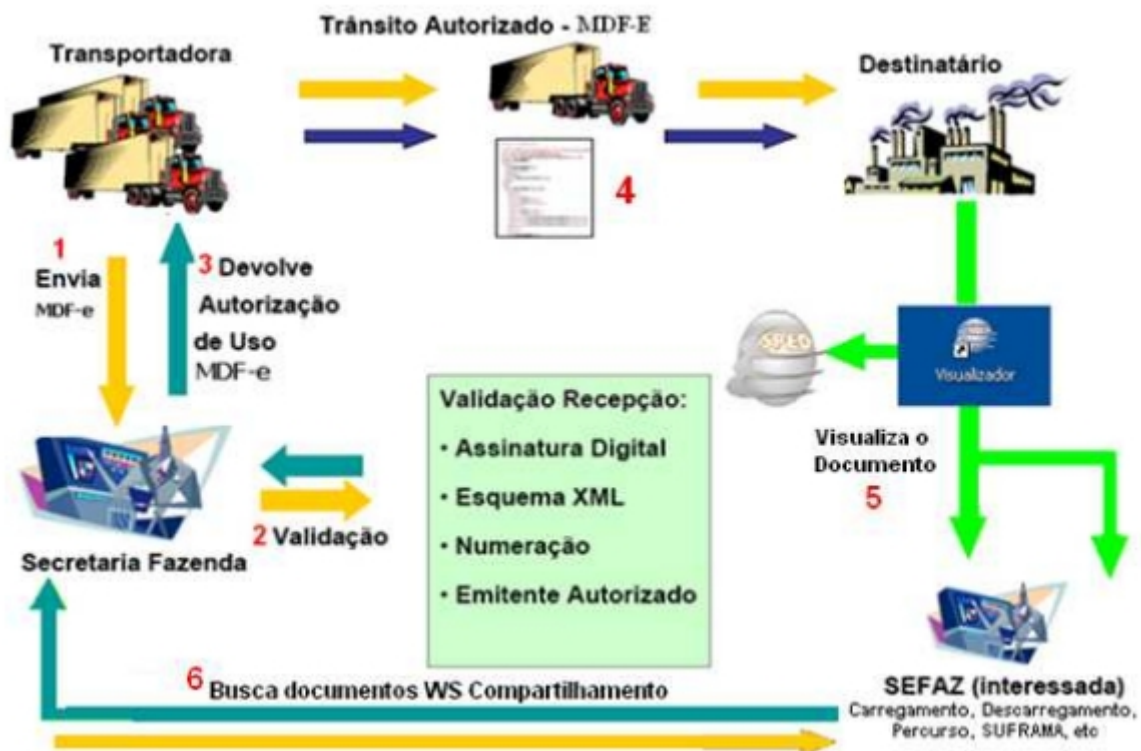 Trânsito Autorizado - MDF-E
Transportadora
Destinatário
4
1
Envia
MDF-e
3 Devolve
Autorização
de Uso
MDF-e
SPED
Visualizador
Validação Recepção:
• Assinatura Digital
• Esquema XML
• Numeração
• Emitente Autorizado
Visualiza o
Documento
5
2 Validação
Secretaria Fazenda
6 Busca documentos WS Compartilhamento
SEFAZ (interessada)
Carregamento, Descarregamento,
Percurso, SUFRAMA, etc